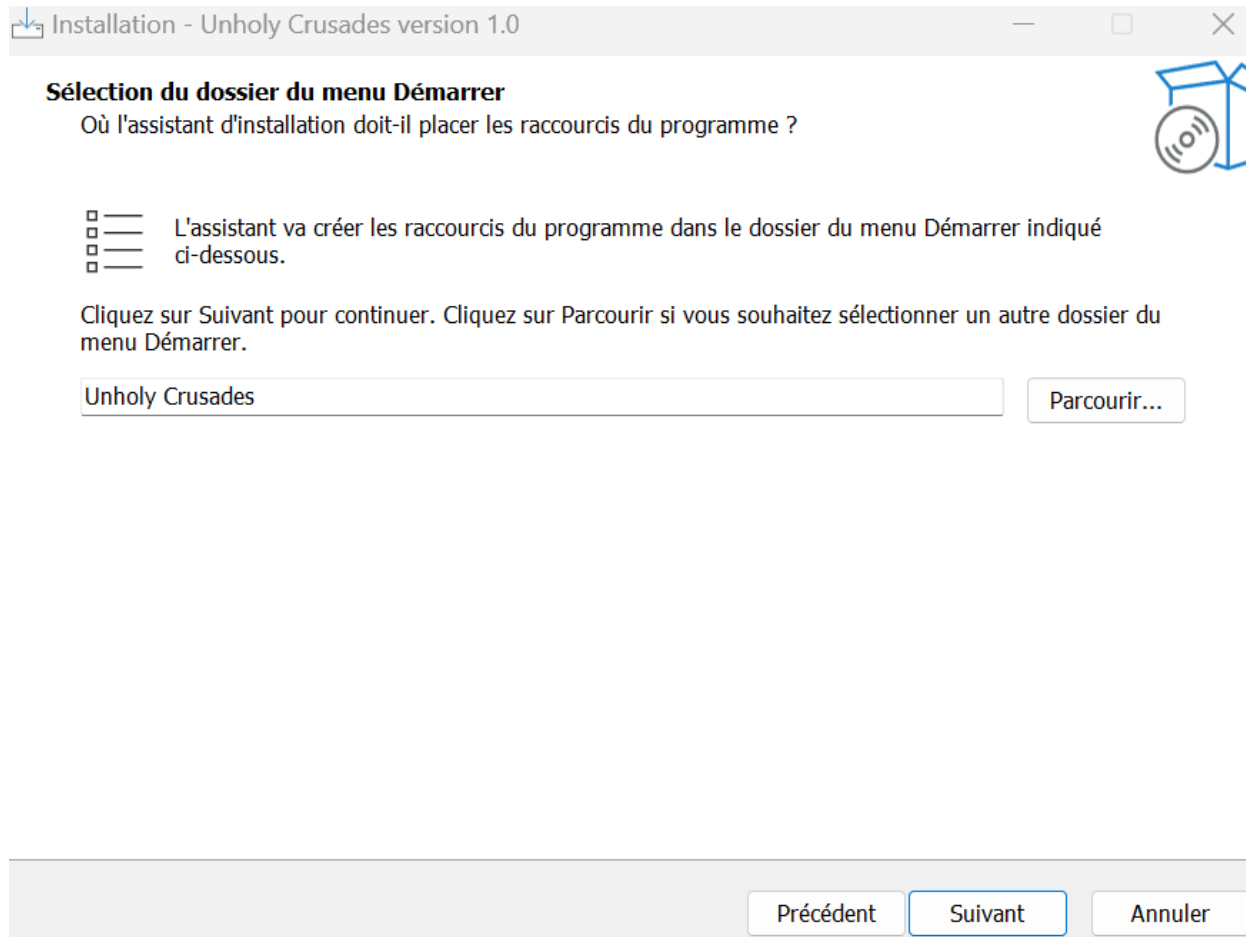 Installation - Unholy Crusades version 1.0
Sélection du dossier du menu Démarrer
Où l'assistant d'installation doit-il placer les raccourcis du programme ?
L'assistant va créer les raccourcis du programme dans le dossier du menu Démarrer indiqué
ci-dessous.
Cliquez sur Suivant pour continuer. Cliquez sur Parcourir si vous souhaitez sélectionner un autre dossier du
menu Démarrer.
Unholy Crusades
Parcourir...
Précédent
Suivant
Annuler